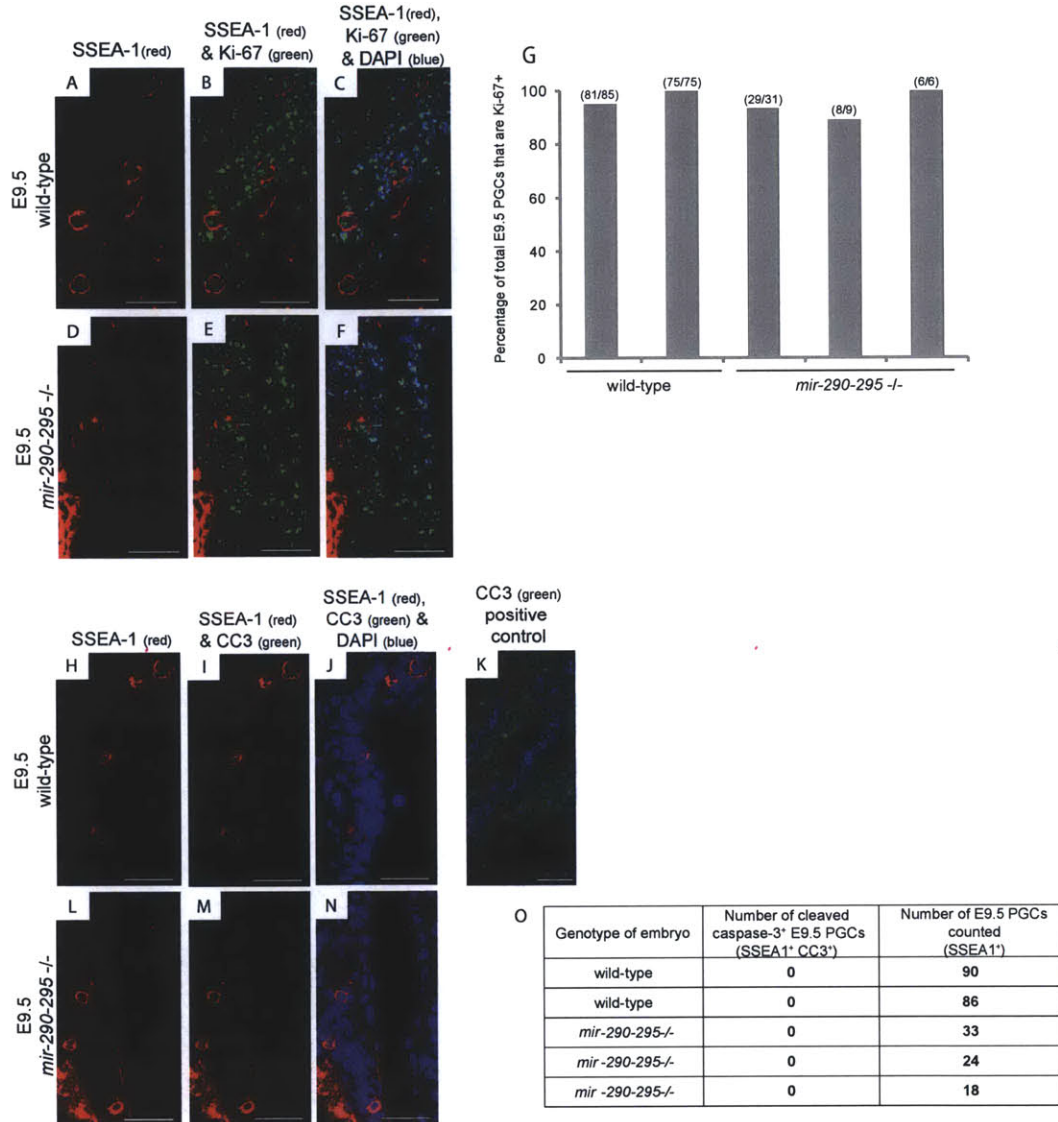 SSEA-1 (red)
SSEA-1 (red)
& Ki-67 (green)
SSEA-1 (red),
Ki-67 (green)
& DAPI (blue)
A
B
C
E9.5
wild-type
D
E
F
E9.5
mir-290-295 -/-
G
Percentage of total E9.5 PGCs that are Ki-67+
100
80
60
40
20
0
(81/85)
(75/75)
(29/31)
(8/9)
(6/6)
wild-type
mir-290-295 -/-
SSEA-1 (red)
SSEA-1 (red)
& CC3 (green)
SSEA-1 (red),
CC3 (green) &
DAPI (blue)
CC3 (green)
positive
control
H
I
J
K
E9.5
wild-type
L
M
N
E9.5
mir-290-295 -/-
O
Genotype of embryo
Number of cleaved
caspase-3⁺ E9.5 PGCs
(SSEA1⁺ CC3⁺)
Number of E9.5 PGCs
counted
(SSEA1⁺)
wild-type 0 90
wild-type 0 86
mir-290-295-/- 0 33
mir -290-295-/- 0 24
mir -290-295-/- 0 18